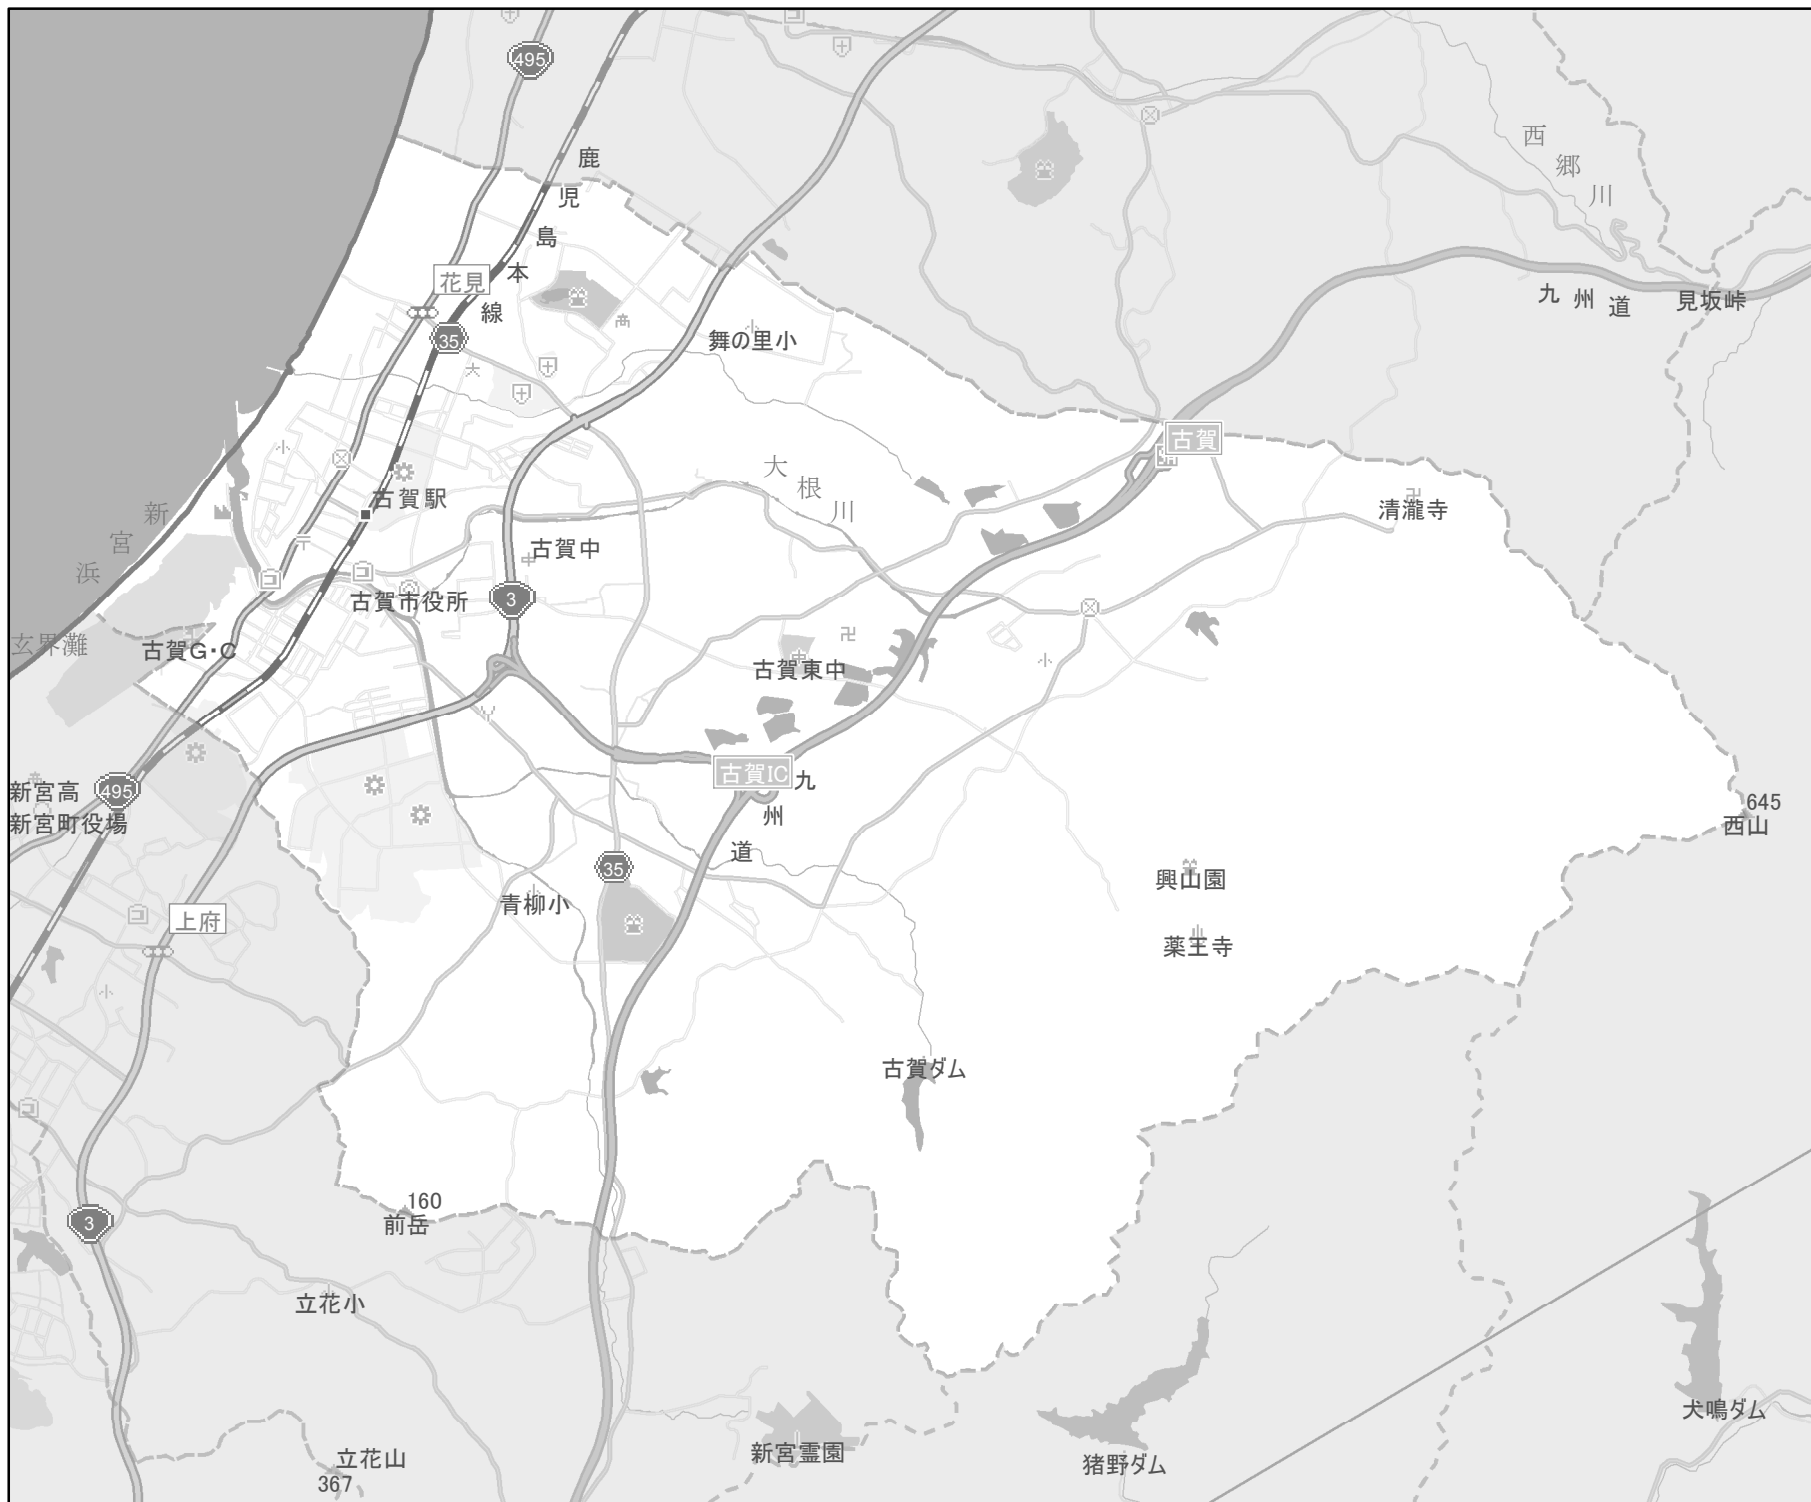 495
鹿児島本線
西郷川
花見
35
舞の里小
九州道
見坂峠
古賀
大根川
清瀧寺
古賀駅
新宮浜
古賀中
古賀市役所
3
玄界灘
古賀G・C
古賀東中
古賀IC
九州道
新宮高
495
新宮町役場
645
西山
35
興山園
青柳小
上府
薬王寺
古賀ダム
160
前岳
3
立花小
犬鳴ダム
新宮霊園
立花山
367
猪野ダム